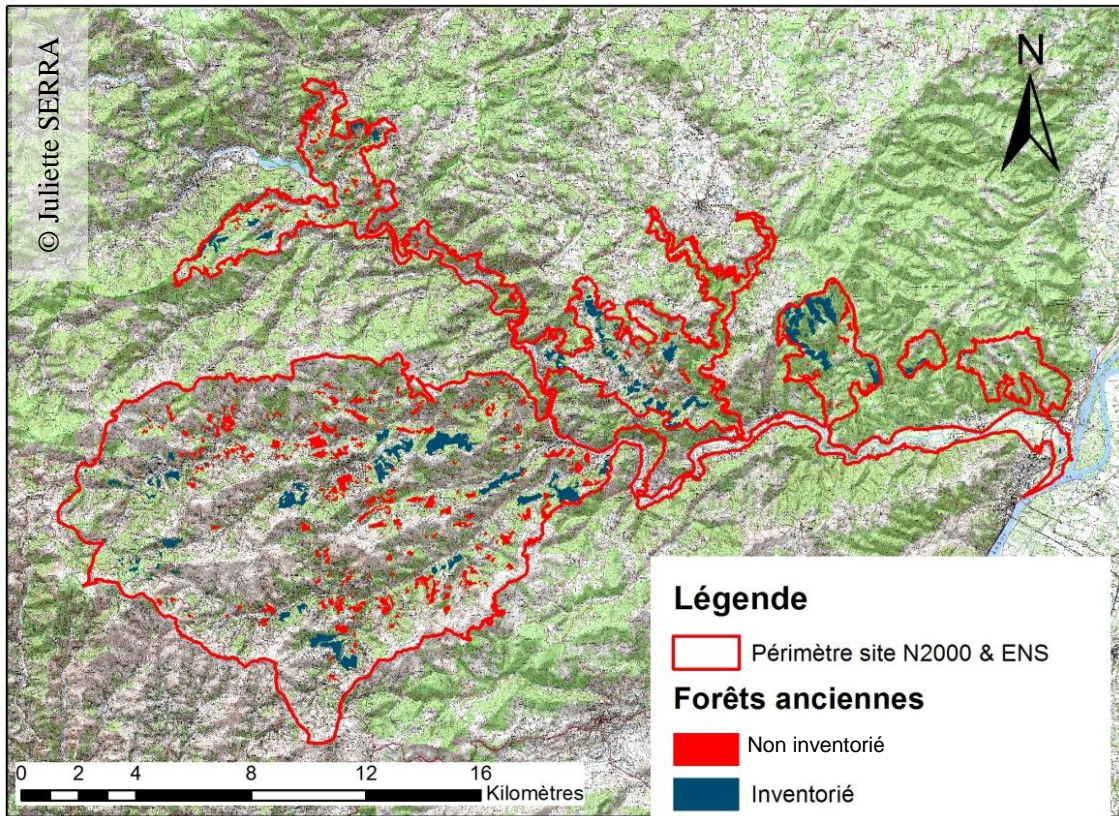 © Juliette SERRA
N
Légende
Périmètre site N2000 & ENS
Forêts anciennes
Non inventorié
Inventorié
0 2 4 8 12 16
Kilomètres